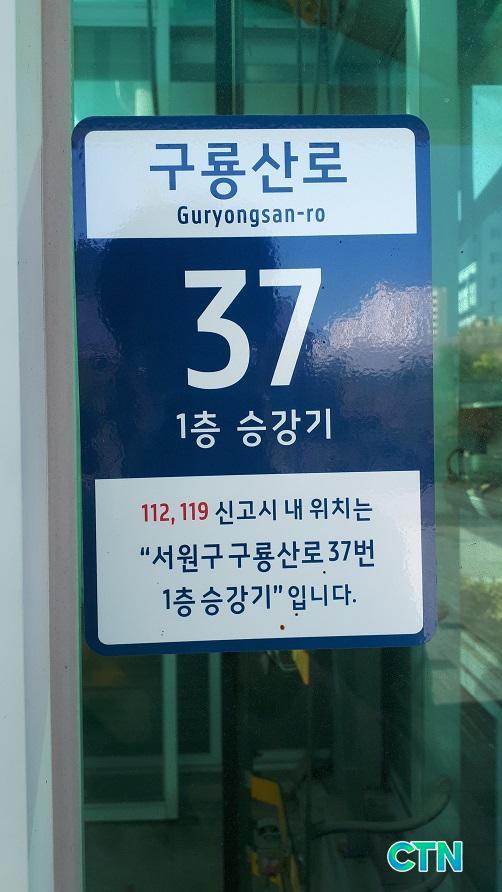 구룡산로
Guryongsan-ro
37
1층 승강기
112, 119 신고시 내 위치는
“서원구 구룡산로 37번
1층 승강기” 입니다.
CTN